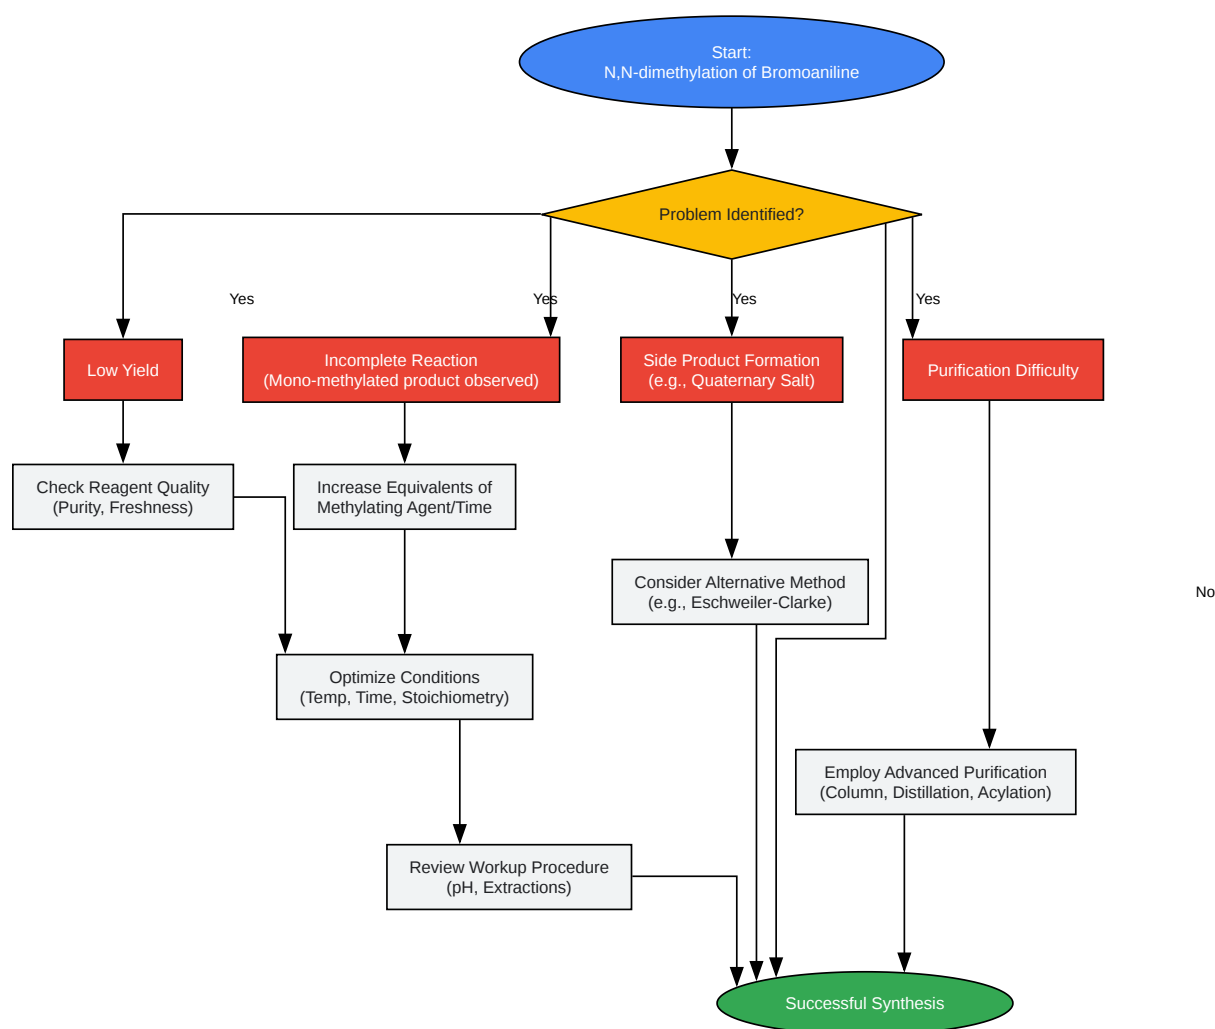 Start:
N,N-dimethylation of Bromoaniline
Problem Identified?
Yes
Yes
Yes
Yes
Low Yield
Incomplete Reaction
(Mono-methylated product observed)
Side Product Formation
(e.g., Quaternary Salt)
Purification Difficulty
Check Reagent Quality
(Purity, Freshness)
Increase Equivalents of
Methylating Agent/Time
Consider Alternative Method
(e.g., Eschweiler-Clarke)
No
Optimize Conditions
(Temp, Time, Stoichiometry)
Employ Advanced Purification
(Column, Distillation, Acylation)
Review Workup Procedure
(pH, Extractions)
Successful Synthesis